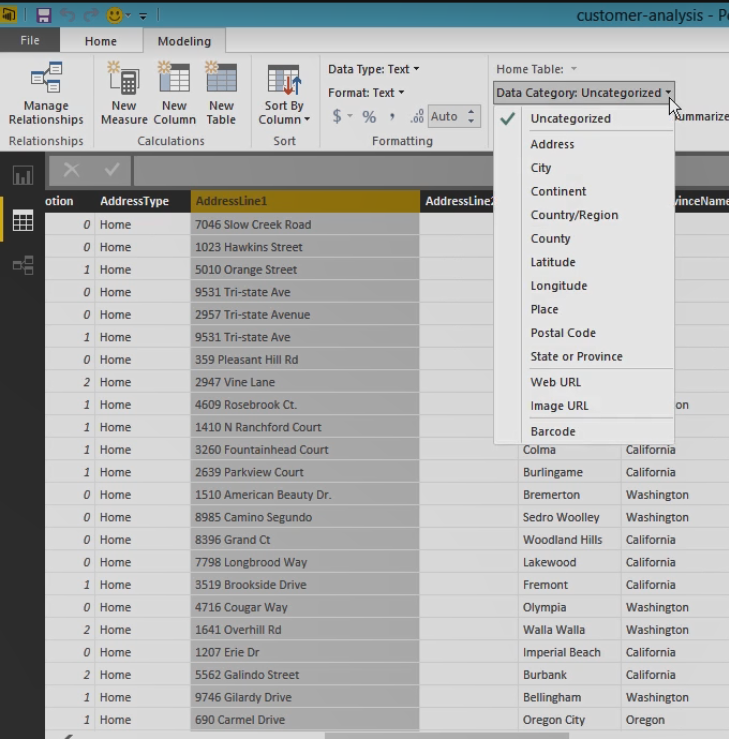 customer-analysis - P
File Home Modeling
Manage Relationships
New Measure
New Column
New Table
Sort By Column
Data Type: Text
Format: Text
$ % , .00 Auto
Home Table:
Data Category: Uncategorized
Relationships Calculations Sort Formatting
Uncategorized
Address
City
Continent
Country/Region
County
Latitude
Longitude
Place
Postal Code
State or Province
Web URL
Image URL
Barcode
otion AddressType AddressLine1 AddressLine2 vinceName
0 Home 7046 Slow Creek Road
0 Home 1023 Hawkins Street
1 Home 5010 Orange Street
0 Home 9531 Tri-state Ave
0 Home 2957 Tri-state Avenue
1 Home 9531 Tri-state Ave
0 Home 359 Pleasant Hill Rd
2 Home 2947 Vine Lane
1 Home 4609 Rosebrook Ct. on
1 Home 1410 N Ranchford Court
1 Home 3260 Fountainhead Court Colma California
1 Home 2639 Parkview Court Burlingame California
0 Home 1510 American Beauty Dr. Bremerton Washington
0 Home 8985 Camino Segundo Sedro Woolley Washington
0 Home 8396 Grand Ct Woodland Hills California
0 Home 7798 Longbrood Way Lakewood California
1 Home 3519 Brookside Drive Fremont California
0 Home 4716 Cougar Way Olympia Washington
2 Home 1641 Overhill Rd Walla Walla Washington
0 Home 1207 Erie Dr Imperial Beach California
2 Home 5562 Galindo Street Burbank California
1 Home 9746 Gilardy Drive Bellingham Washington
1 Home 690 Carmel Drive Oregon City Oregon